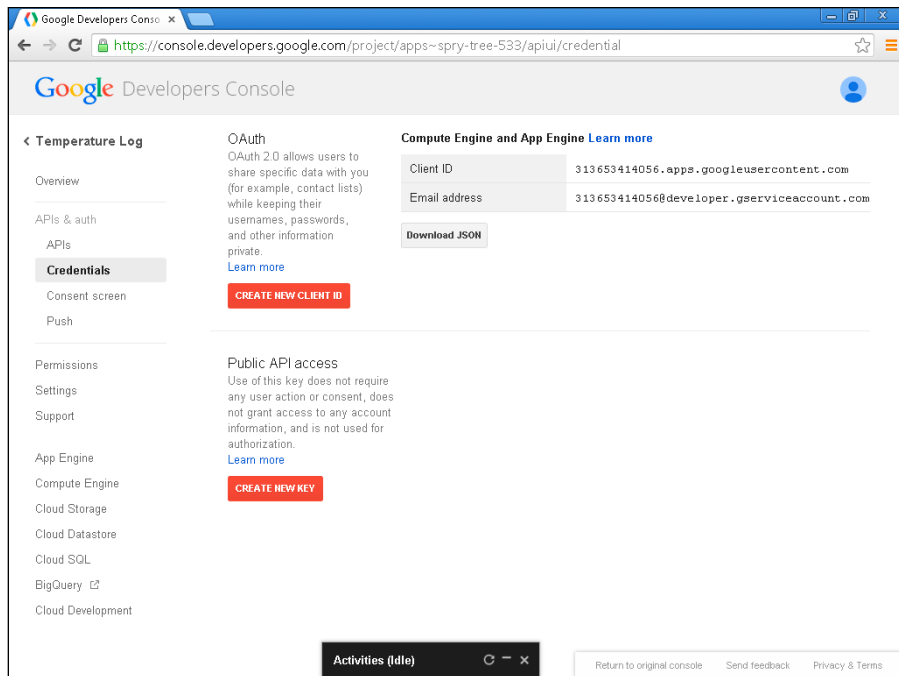 Google Developers Conso
https://console.developers.google.com/project/apps~spry-tree-533/apiui/credential
Google Developers Console
Temperature Log
Overview
APIs & auth
APIs
Credentials
Consent screen
Push
Permissions
Settings
Support
App Engine
Compute Engine
Cloud Storage
Cloud Datastore
Cloud SQL
BigQuery
Cloud Development
OAuth
OAuth 2.0 allows users to
share specific data with you
(for example, contact lists)
while keeping their
usernames, passwords,
and other information
private.
Learn more
CREATE NEW CLIENT ID
Compute Engine and App Engine Learn more
Client ID 313653414056.apps.googleusercontent.com
Email address 313653414056@developer.gserviceaccount.com
Download JSON
Public API access
Use of this key does not require
any user action or consent, does
not grant access to any account
information, and is not used for
authorization.
Learn more
CREATE NEW KEY
Activities (Idle)
Return to original console Send feedback Privacy & Terms